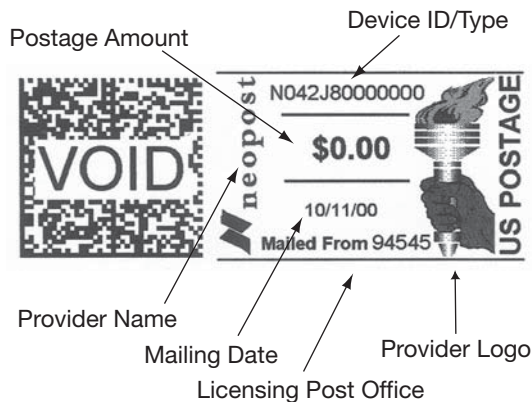 Device ID/Type
Postage Amount
N042J80000000
neopost
VOID
$0.00
US POSTAGE
10/11/00
Mailed From 94545
Provider Name
Mailing Date
Provider Logo
Licensing Post Office